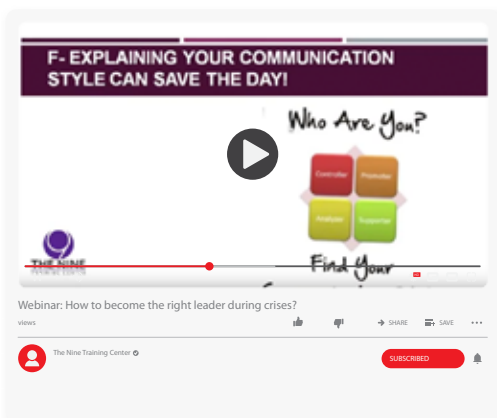 F- EXPLAINING YOUR COMMUNICATION
STYLE CAN SAVE THE DAY!
Who Are You?
Controller Promoter
Analyzer Supporter
THE NINE
Find Your
Webinar: How to become the right leader during crises?
views
SHARE SAVE
The Nine Training Center
SUBSCRIBED